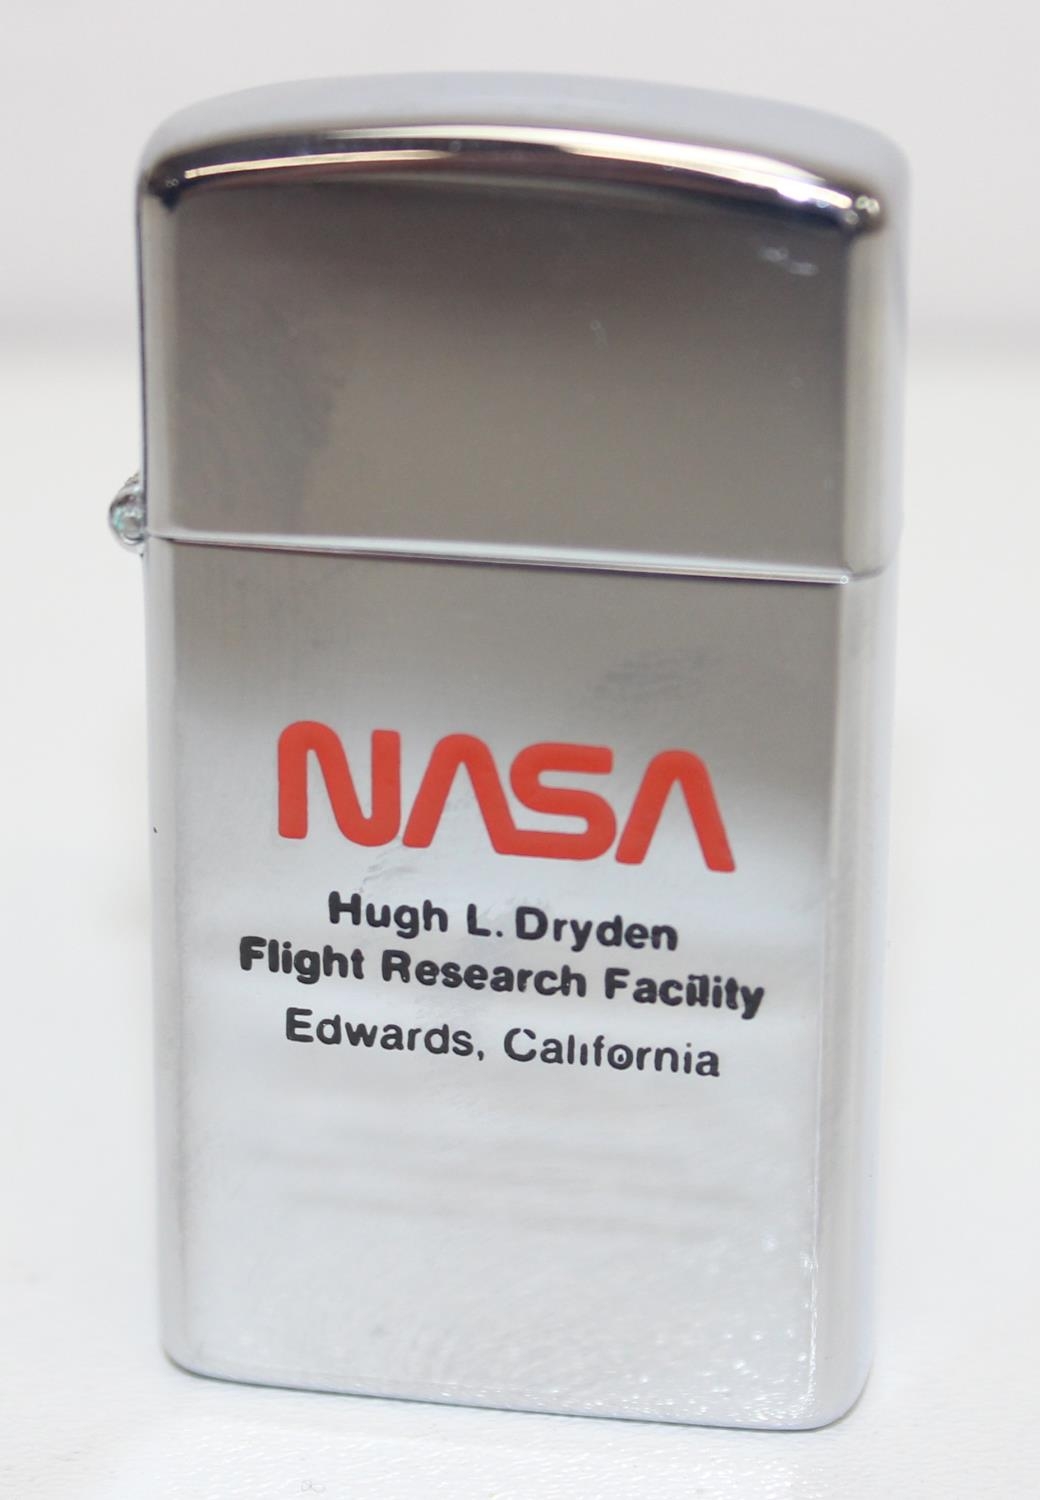 NASA
Hugh L. Dryden
Flight Research Facility
Edwards, California